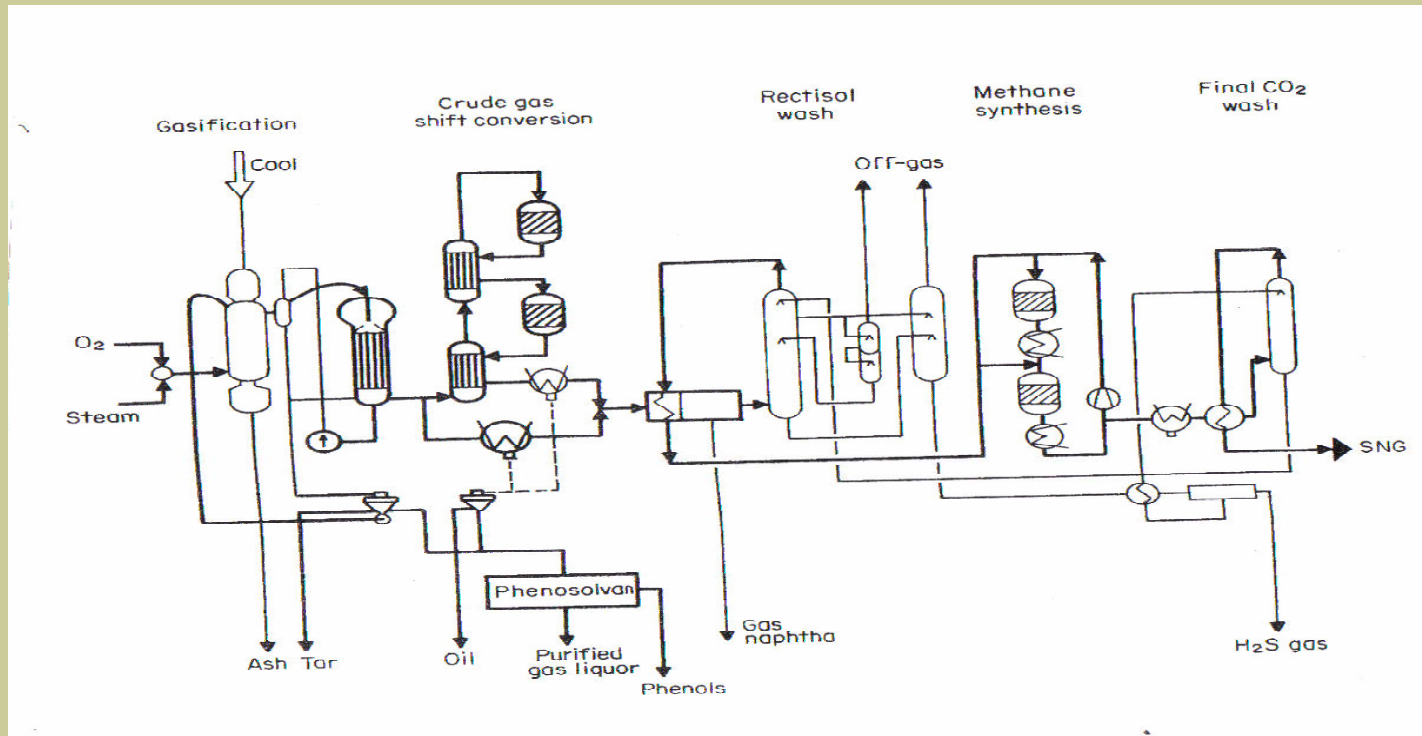 Gasification
Crude gas
shift conversion
Rectisol
wash
Methane
synthesis
Final CO₂
wash
Cool
Off-gas
O₂
Steam
SNG
Phenosolvan
Ash
Tar
Oil
Purified
gas liquor
Phenols
Gas
naphtha
H₂S gas